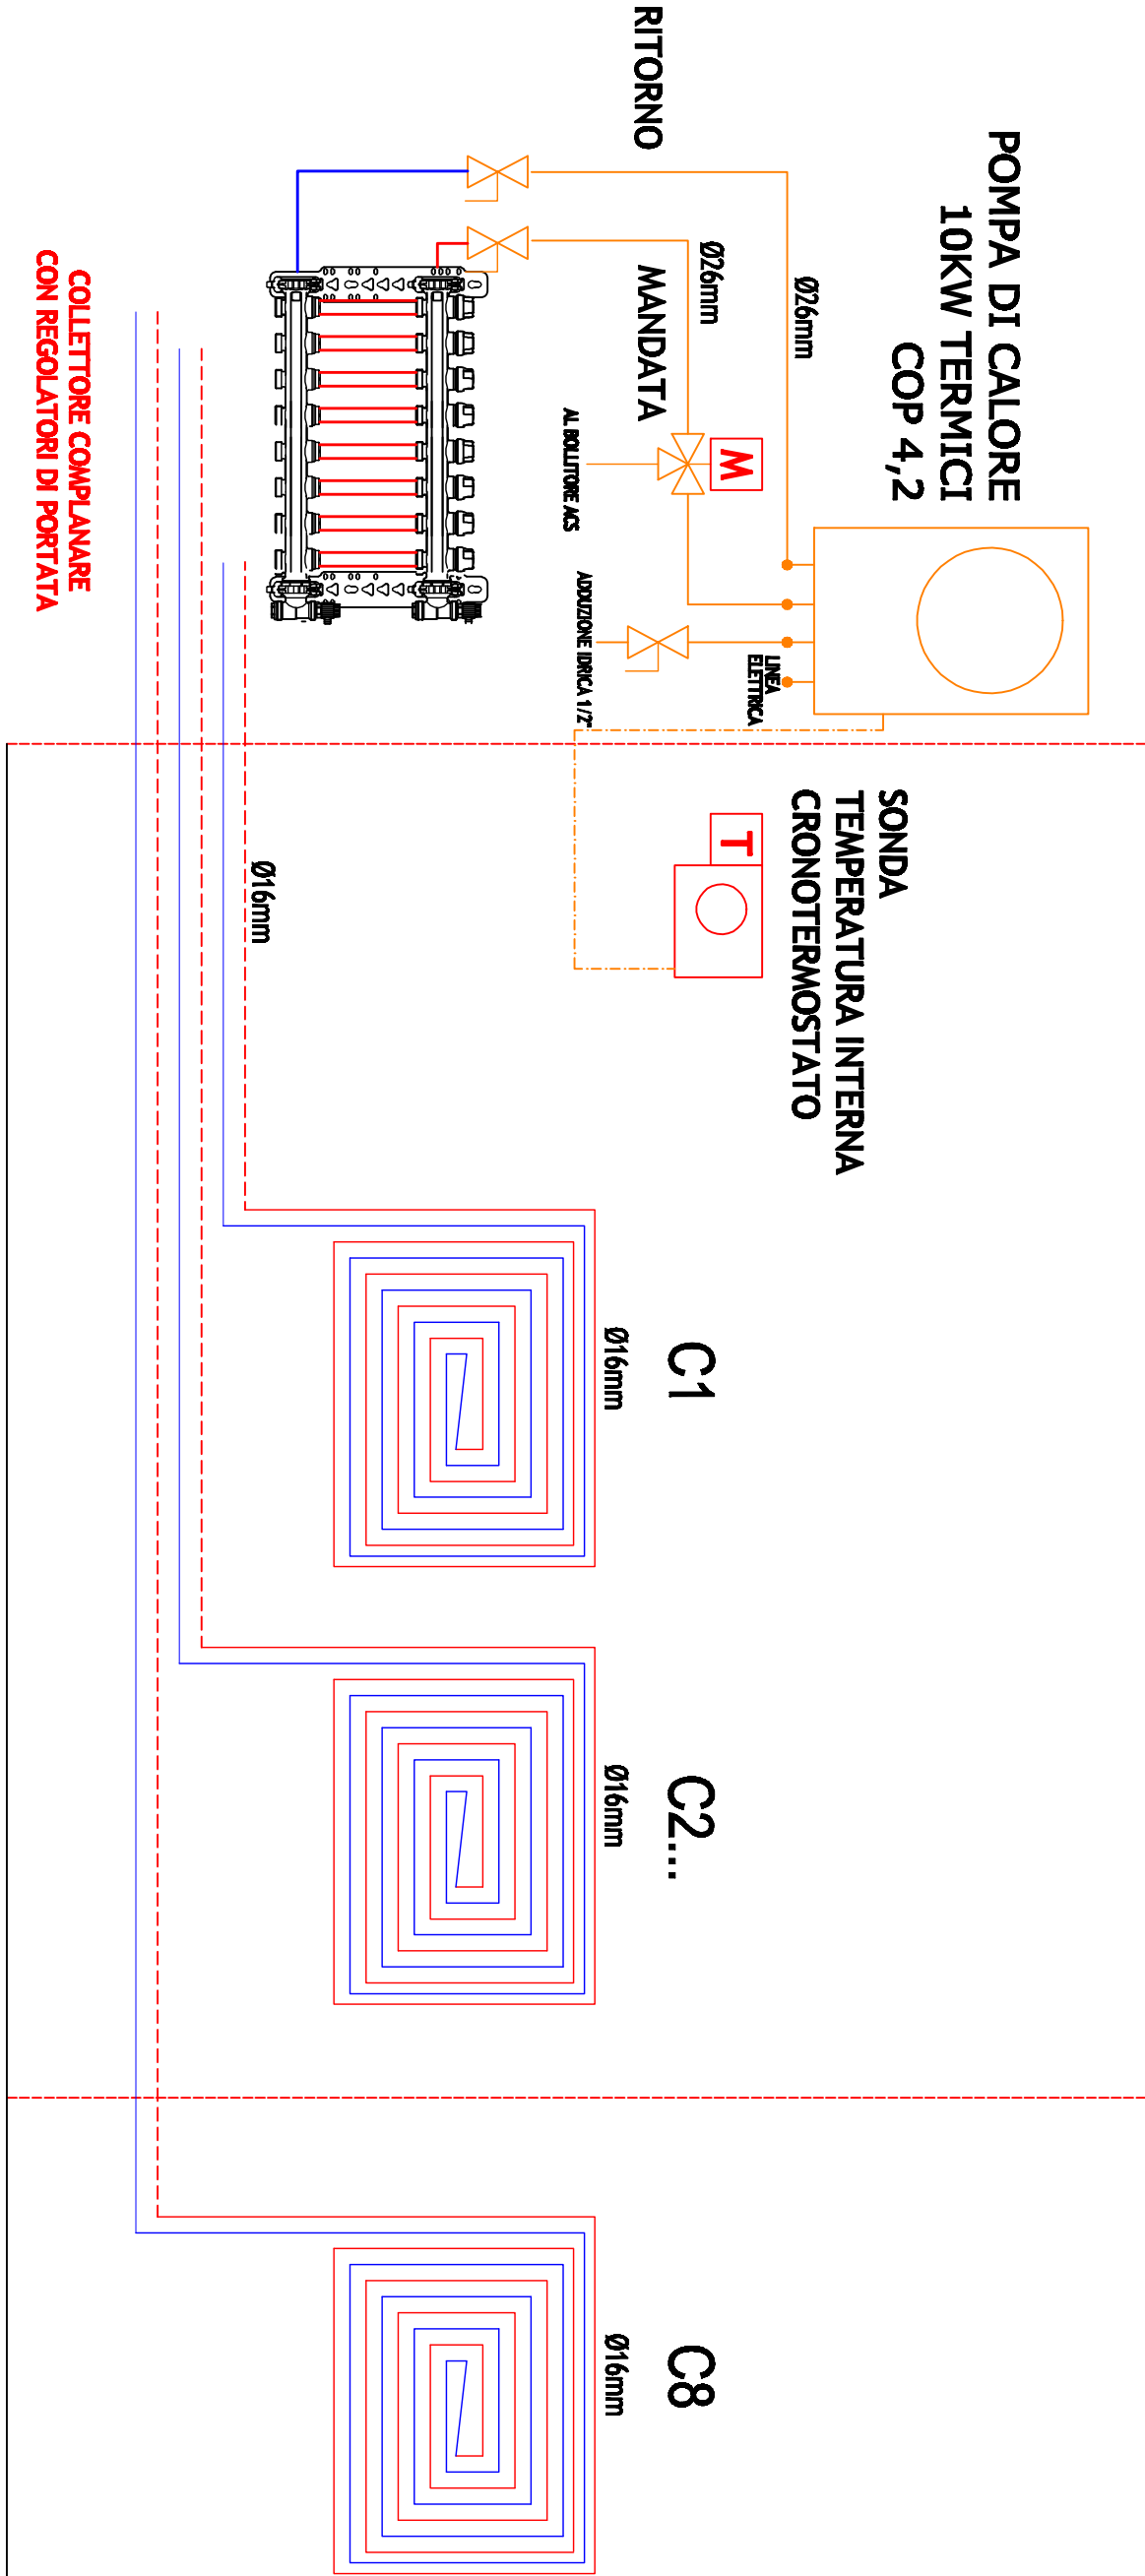 POMPA DI CALORE
10KW TERMICI
COP 4,2
RITORNO
Ø26mm
Ø26mm
MANDATA
M
AL BOLLITORE ACS
ADDUZIONE IDRICA 1/2"
LINEA
ELETTRICA
COLLETTORE COMPLANARE
CON REGOLATORI DI PORTATA
SONDA
TEMPERATURA INTERNA
CRONOTERMOSTATO
T
Ø16mm
C1
Ø16mm
C2...
Ø16mm
C8
Ø16mm